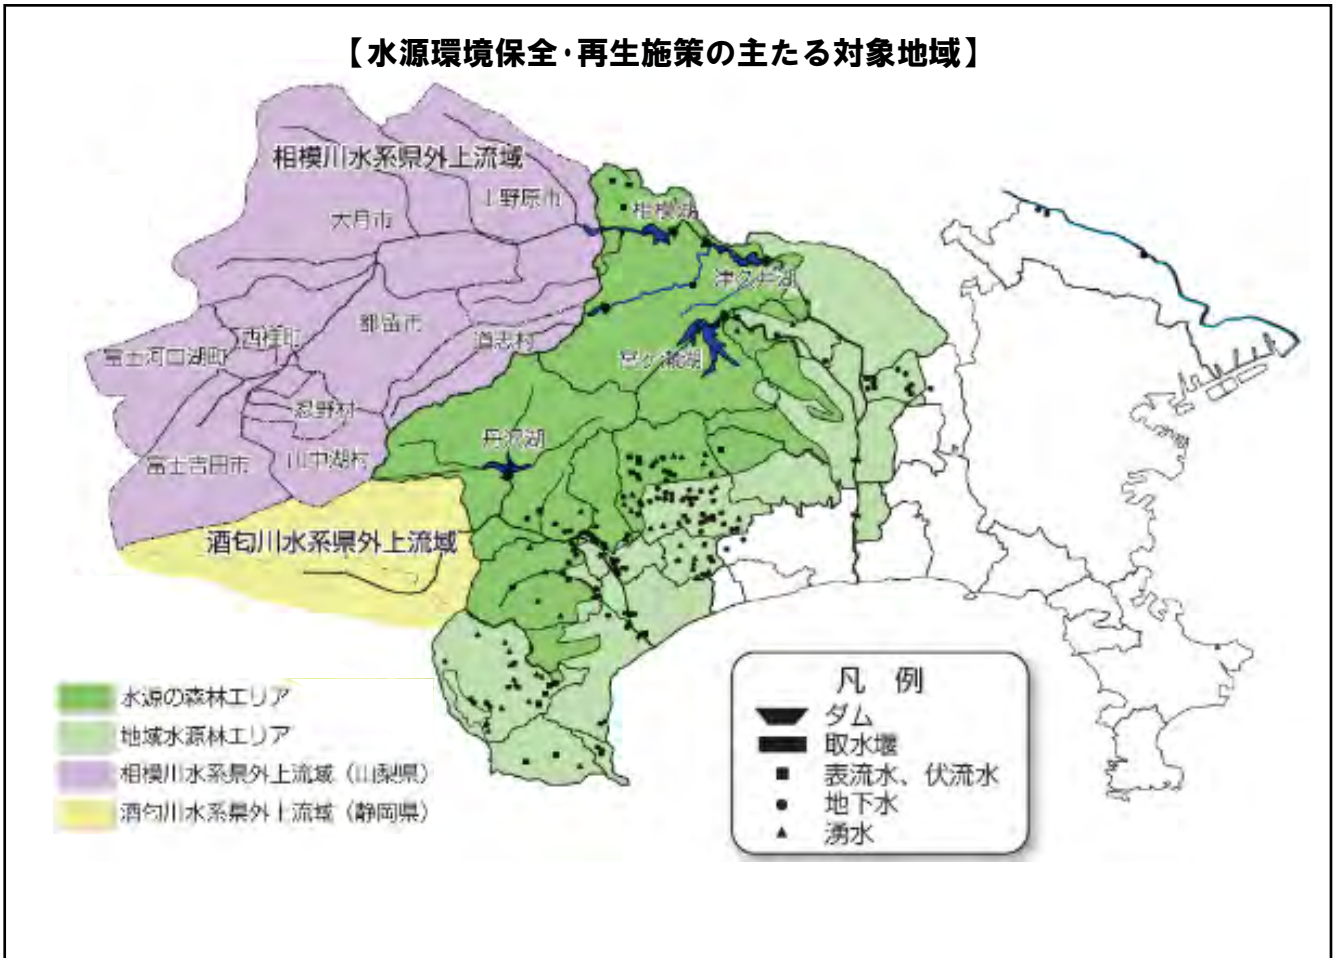 【水源環境保全・再生施策の主たる対象地域】
相模川水系県外上流域
上野原市
大月市
相模湖
津久井湖
都留市
西桂町
道志村
富士河口湖町
宮ヶ瀬湖
忍野村
丹沢湖
富士吉田市
山中湖村
酒匂川水系県外上流域
水源の森林エリア
地域水源林エリア
相模川水系県外上流域（山梨県）
酒匂川水系県外上流域（静岡県）
凡 例
ダム
取水堰
表流水、伏流水
地下水
湧水